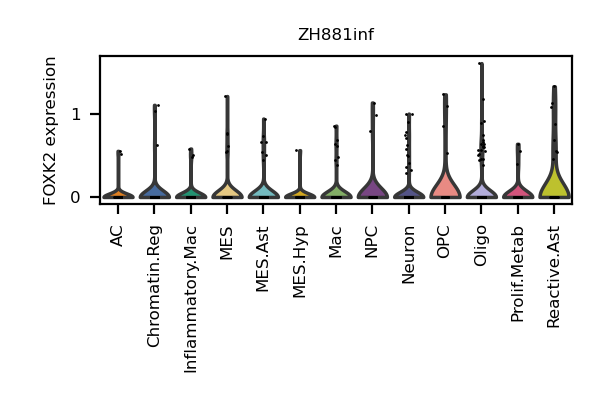 ZH881inf
FOXK2 expression
1
0
AC
Chromatin.Reg
Inflammatory.Mac
MES
MES.Ast
MES.Hyp
Mac
NPC
Neuron
OPC
Oligo
Prolif.Metab
Reactive.Ast